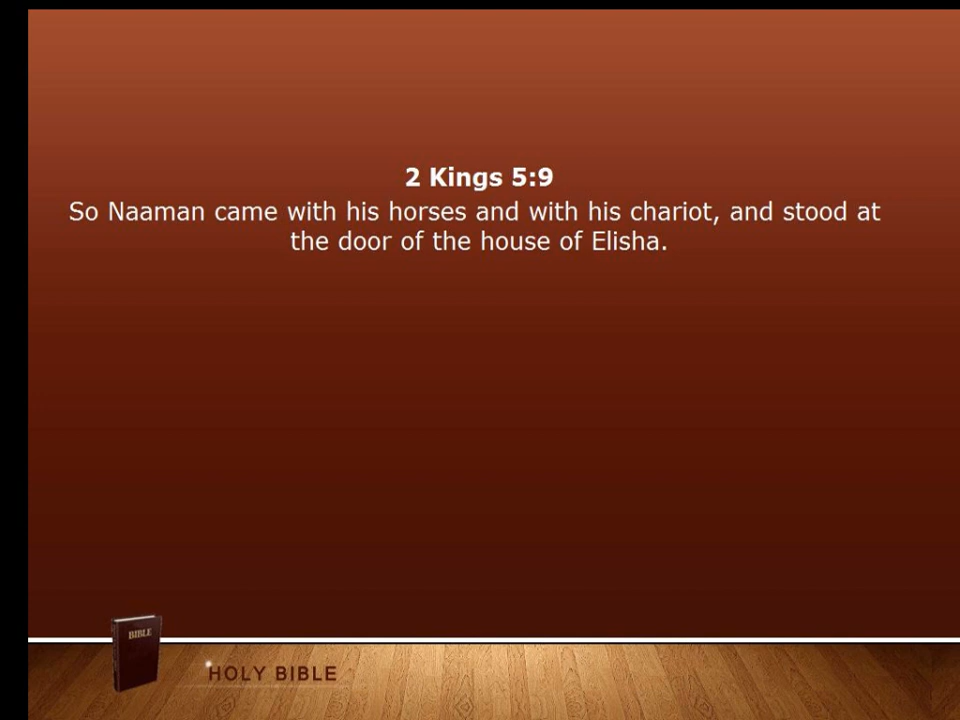 2 Kings 5:9
So Naaman came with his horses and with his chariot, and stood at
the door of the house of Elisha.
BIBLE
HOLY BIBLE